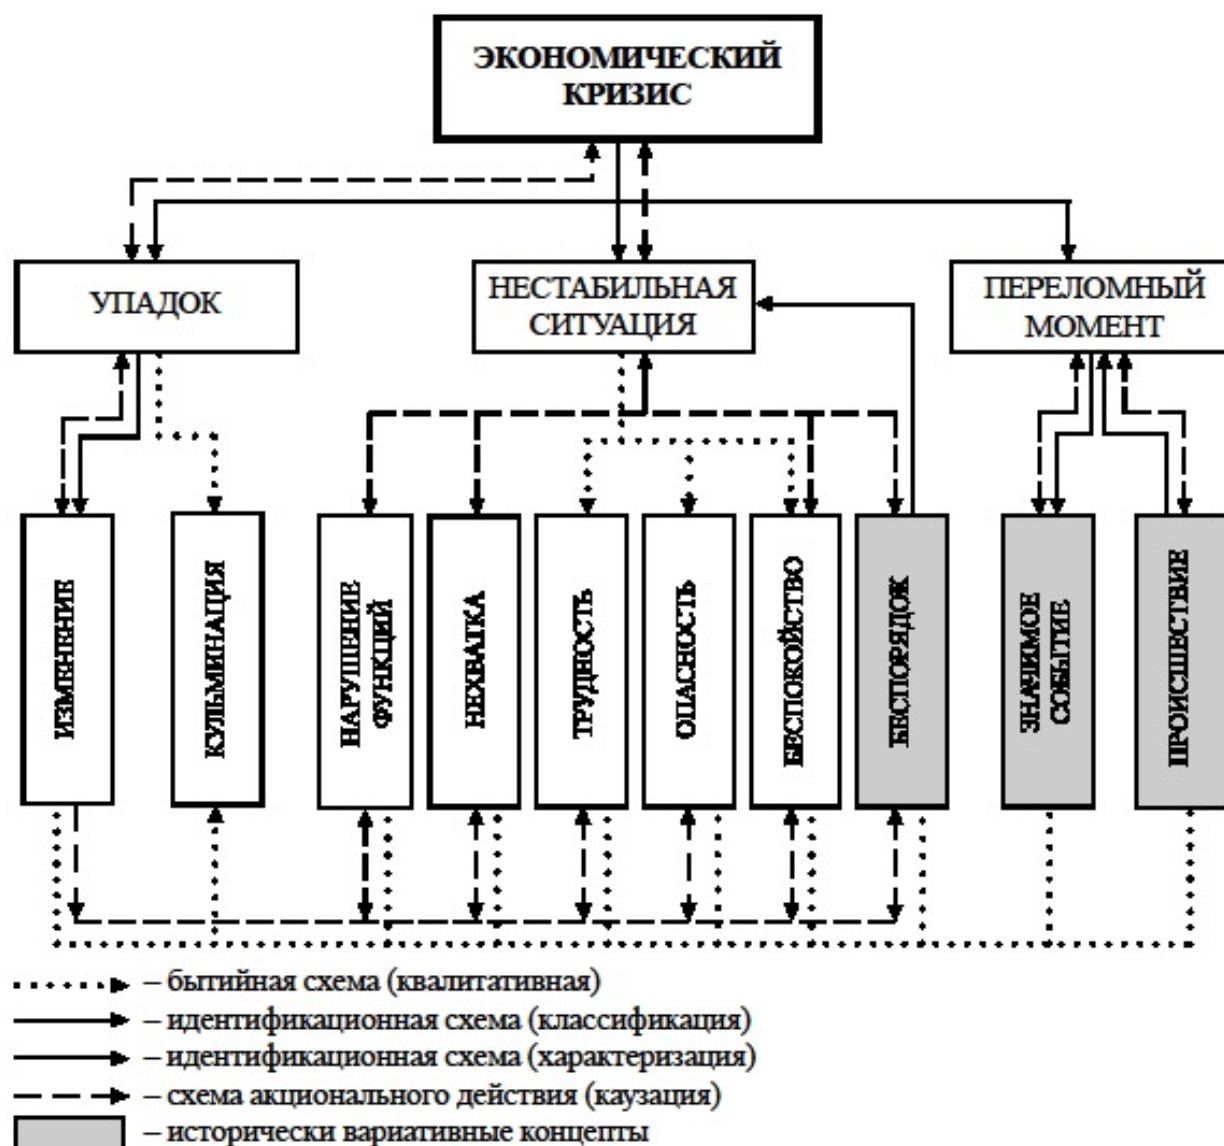 ЭКОНОМИЧЕСКИЙ
КРИЗИС
УПАДОК
НЕСТАБИЛЬНАЯ
СИТУАЦИЯ
ПЕРЕЛОМНЫЙ
МОМЕНТ
ИЗМЕНЕНИЕ
КУЛЬМИНАЦИЯ
НАРУШЕНИЕ
ФУНКЦИЙ
НЕХВАТКА
ТРУДНОСТЬ
ОПАСНОСТЬ
БЕСПОКОЙСТВО
БЕСПОРЯДОК
ЗНАЧИМОЕ
СОБЫТИЕ
ПРОИСШЕСТВИЕ
– бытийная схема (квалитативная)
– идентификационная схема (классификация)
– идентификационная схема (характеризация)
– схема акционального действия (каузация)
– исторически вариативные концепты